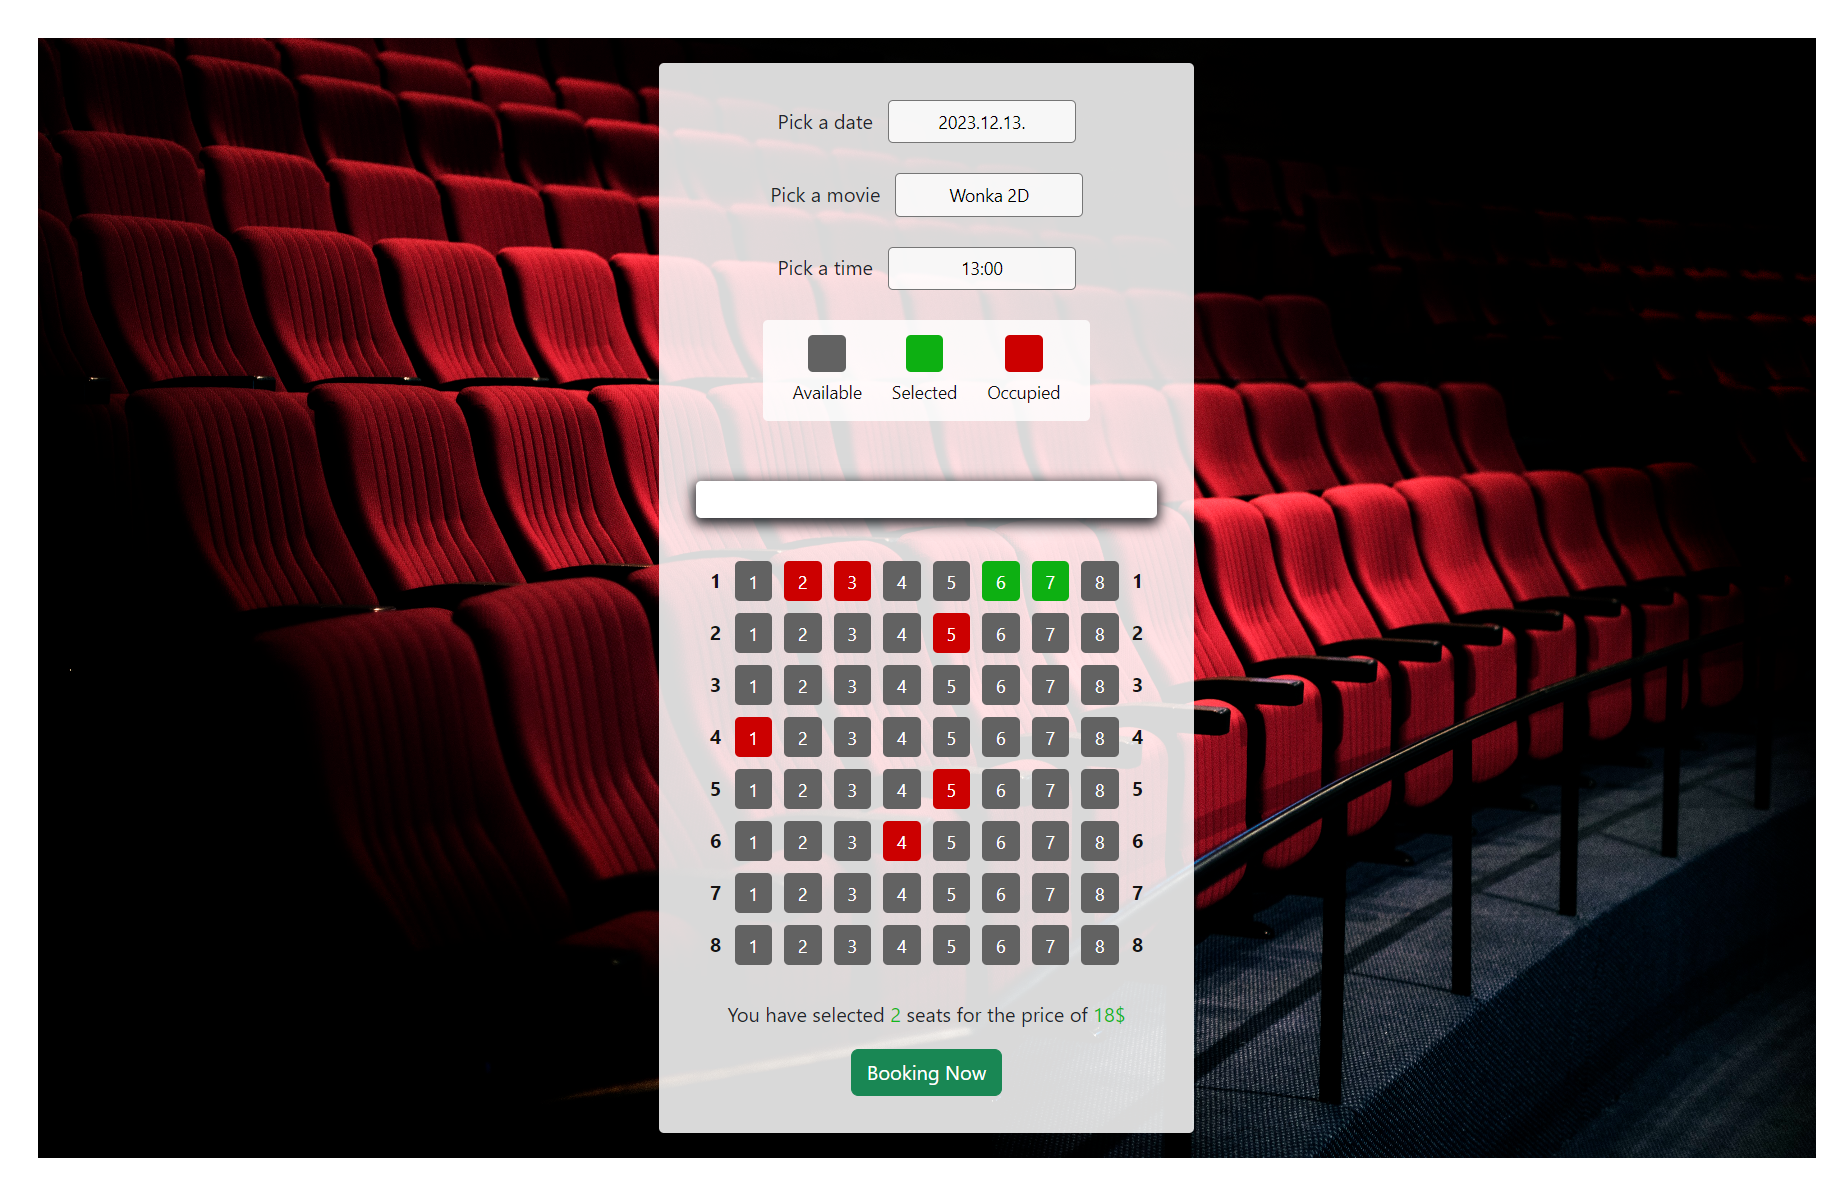 Pick a date 2023.12.13.
Pick a movie Wonka 2D
Pick a time 13:00
Available Selected Occupied
1 1 2 3 4 5 6 7 8 1
2 1 2 3 4 5 6 7 8 2
3 1 2 3 4 5 6 7 8 3
4 1 2 3 4 5 6 7 8 4
5 1 2 3 4 5 6 7 8 5
6 1 2 3 4 5 6 7 8 6
7 1 2 3 4 5 6 7 8 7
8 1 2 3 4 5 6 7 8 8
You have selected 2 seats for the price of 18$
Booking Now